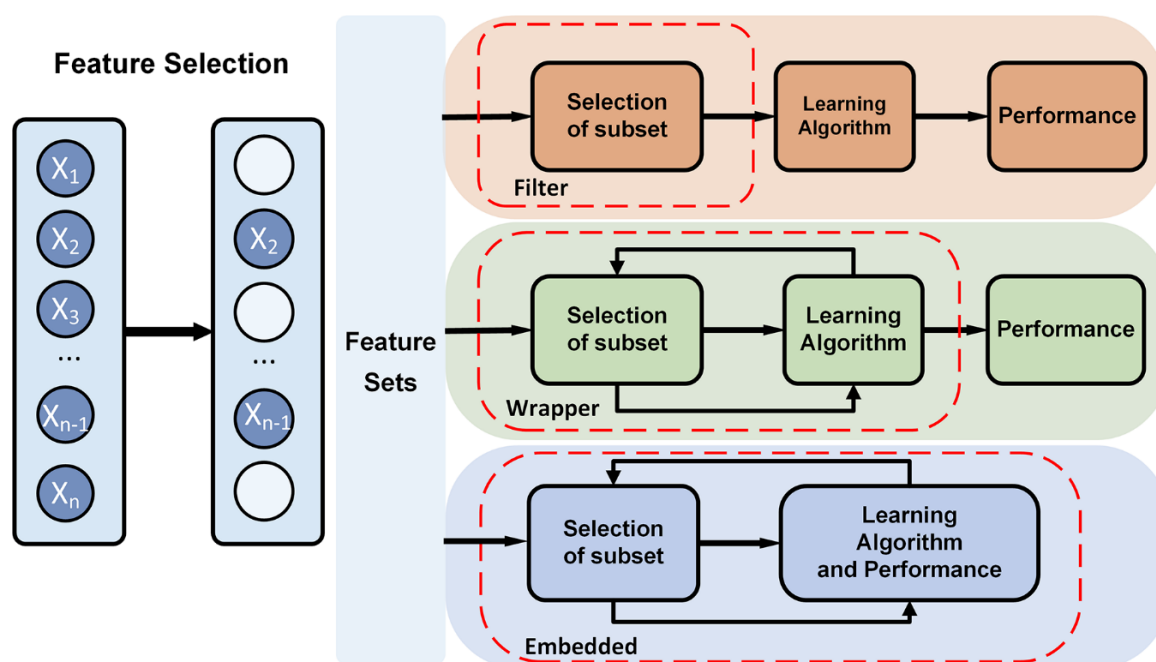 Feature Selection
X1
X2
X3
...
Xn-1
Xn
X2
...
Xn-1
Feature
Sets
Selection
of subset
Learning
Algorithm
Performance
Filter
Selection
of subset
Learning
Algorithm
Performance
Wrapper
Selection
of subset
Learning
Algorithm
and Performance
Embedded